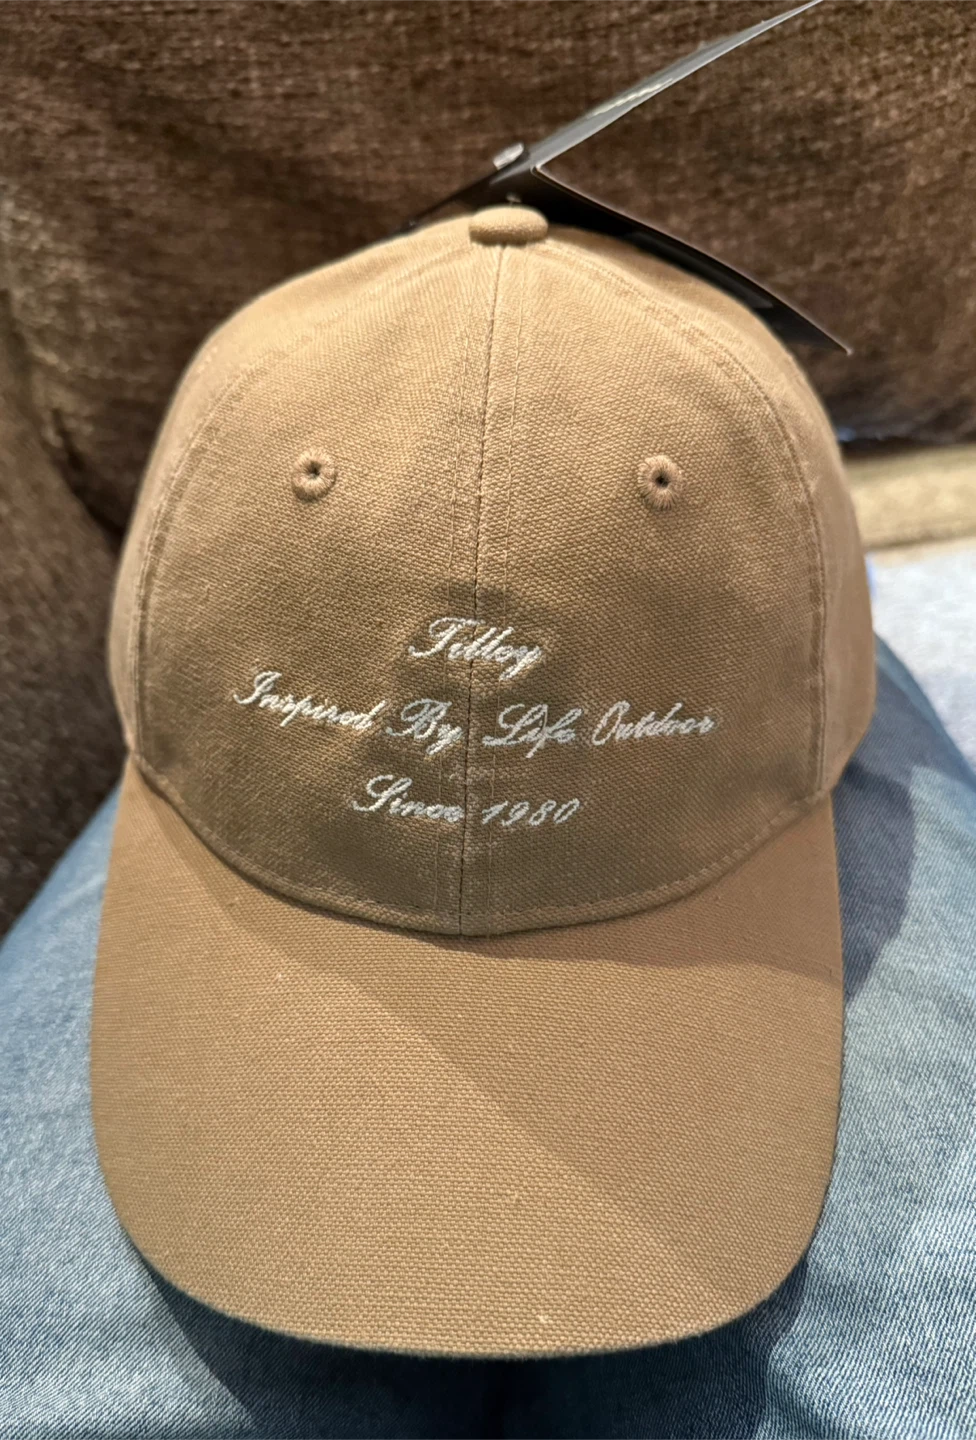 Tilley
Inspired By Life Outdoor
Since 1980